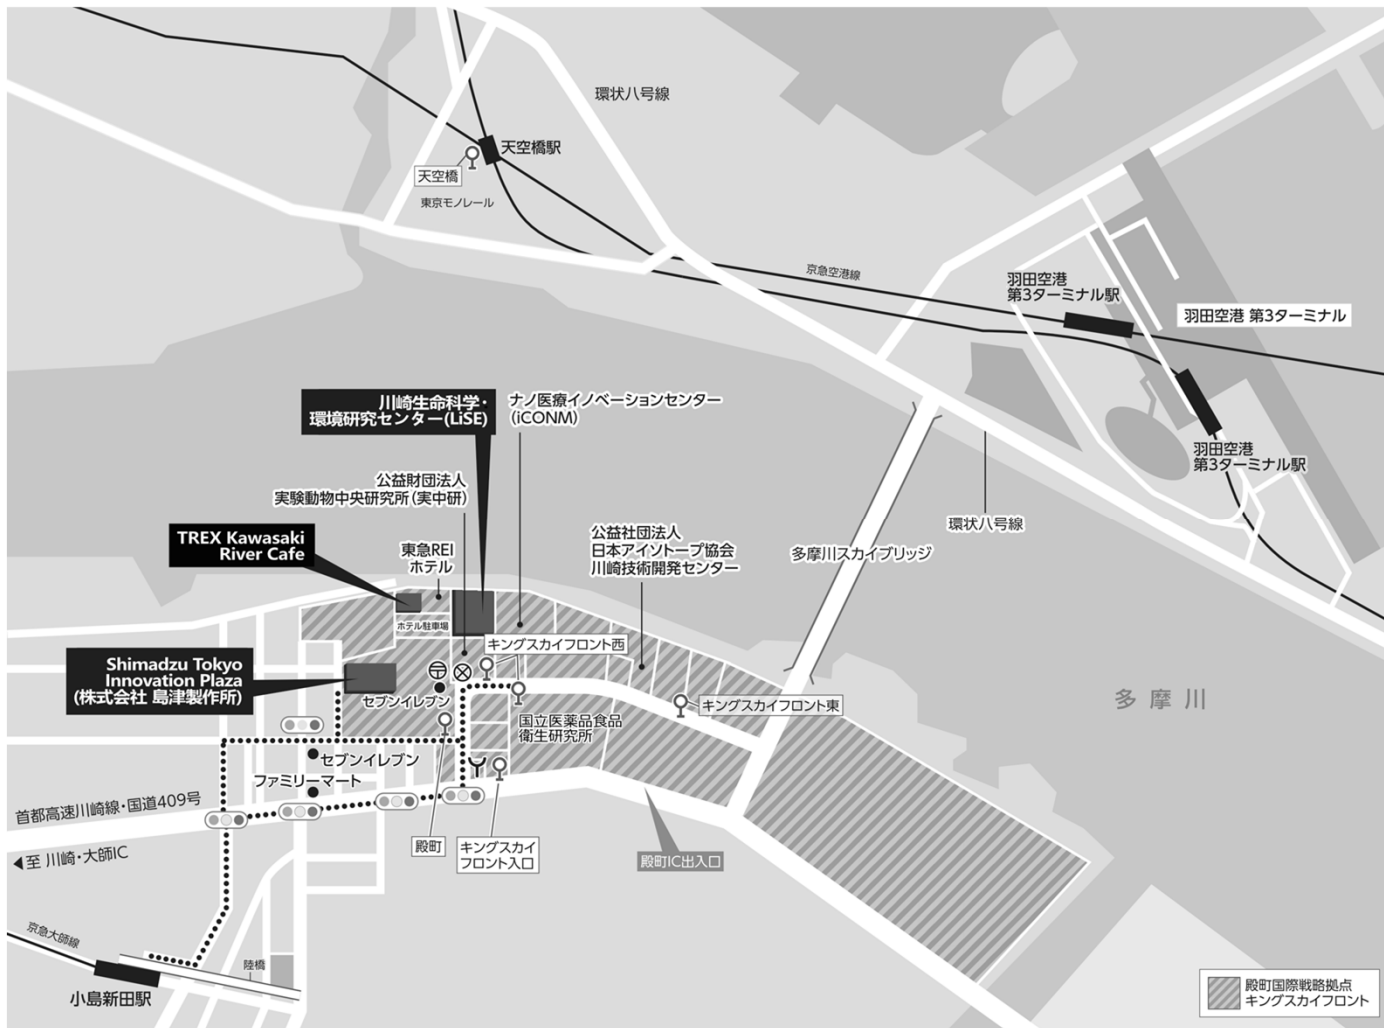 環状八号線
天空橋駅
天空橋
東京モノレール
京急空港線
羽田空港
第3ターミナル駅
羽田空港 第3ターミナル
川崎生命科学・
環境研究センター(LiSE)
ナノ医療イノベーションセンター
(iCONM)
羽田空港
第3ターミナル駅
公益財団法人
実験動物中央研究所(実中研)
環状八号線
TREX Kawasaki
River Cafe
東急REI
ホテル
公益社団法人
日本アイソトープ協会
川崎技術開発センター
多摩川スカイブリッジ
ホテル駐車場
キングスカイフロント西
Shimadzu Tokyo
Innovation Plaza
(株式会社 島津製作所)
セブンイレブン
キングスカイフロント東
多摩川
国立医薬品食品
衛生研究所
セブンイレブン
ファミリーマート
首都高速川崎線・国道409号
殿町
キングスカイ
フロント入口
殿町IC出入口
◀至 川崎・大師IC
京急大師線
陸橋
小島新田駅
殿町国際戦略拠点
キングスカイフロント